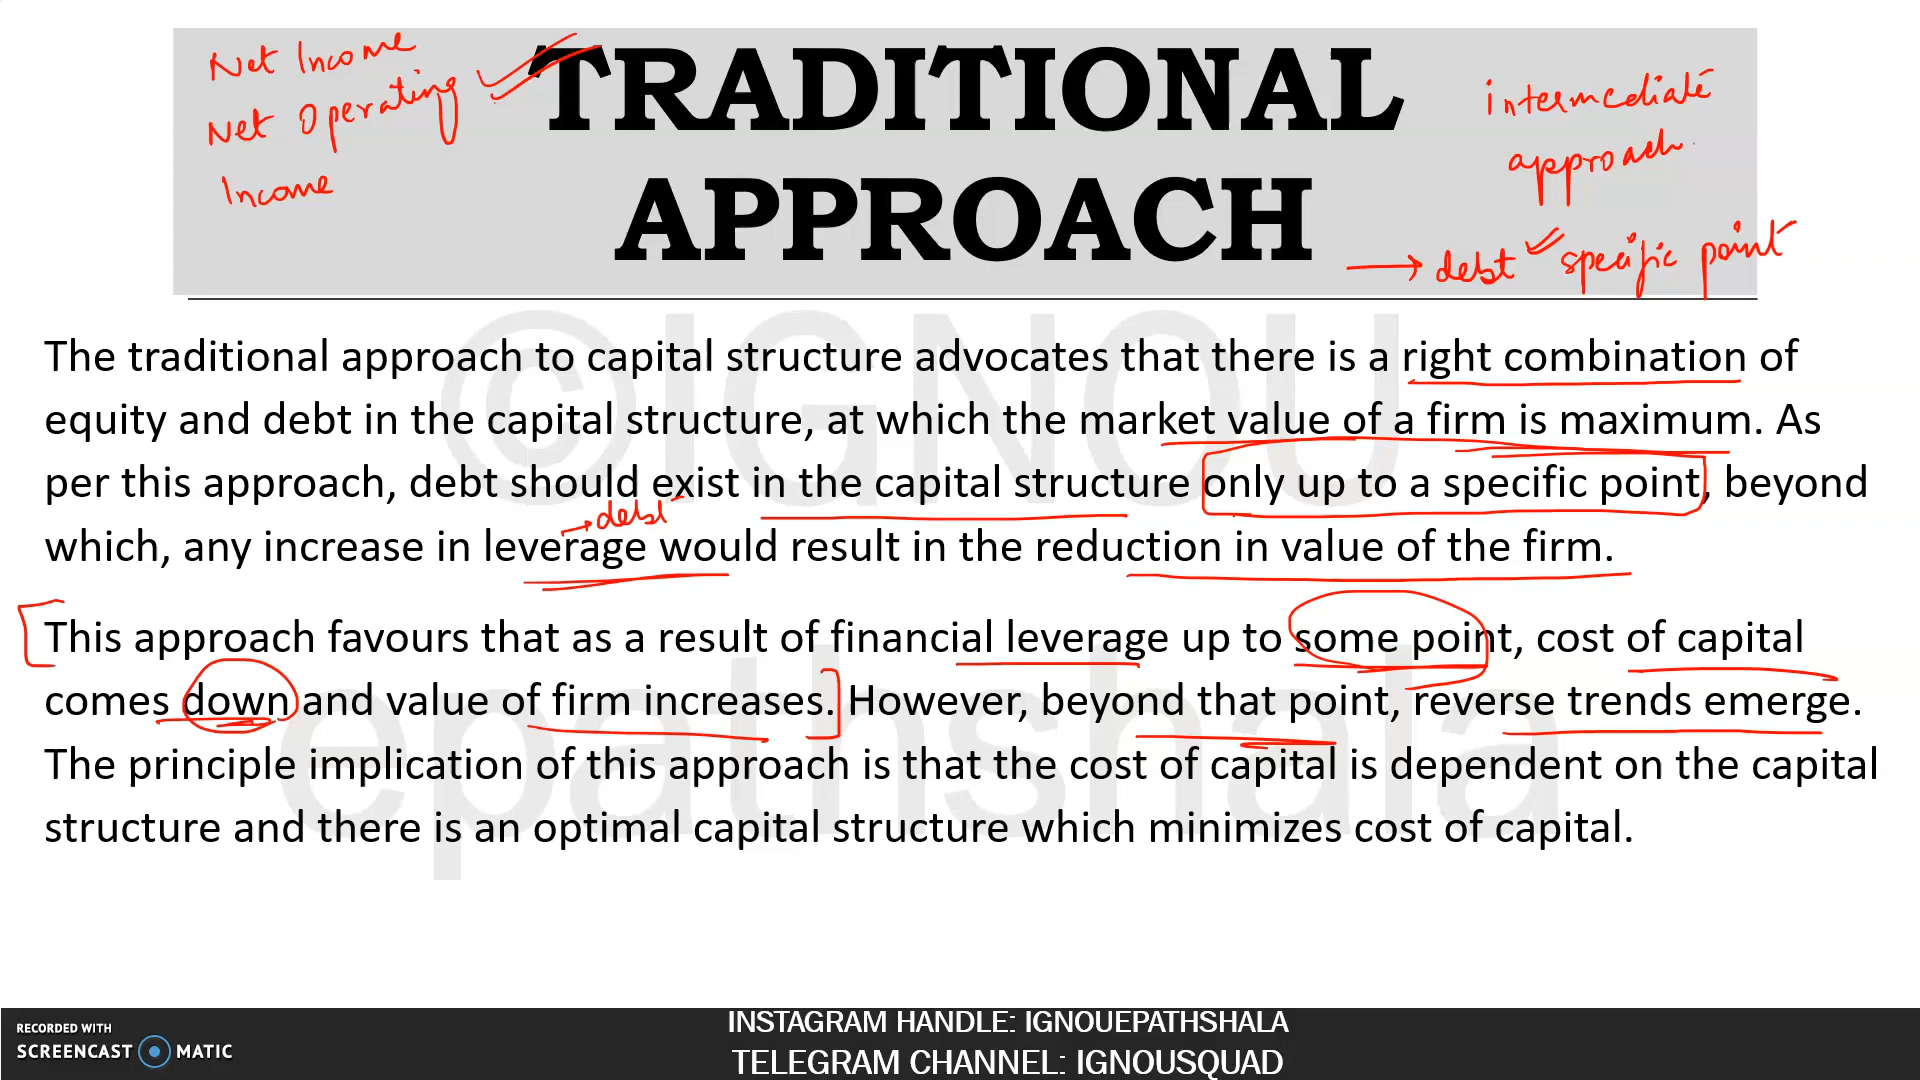 Net Income
Net Operating
Income
TRADITIONAL
APPROACH
intermediate
approach
→ debt specific point
The traditional approach to capital structure advocates that there is a right combination of
equity and debt in the capital structure, at which the market value of a firm is maximum. As
per this approach, debt should exist in the capital structure only up to a specific point, beyond
→ debt
which, any increase in leverage would result in the reduction in value of the firm.
This approach favours that as a result of financial leverage up to some point, cost of capital
comes down and value of firm increases. However, beyond that point, reverse trends emerge.
The principle implication of this approach is that the cost of capital is dependent on the capital
structure and there is an optimal capital structure which minimizes cost of capital.
©IGNOU
epathshala
RECORDED WITH
SCREENCAST MATIC
INSTAGRAM HANDLE: IGNOUEPATHSHALA
TELEGRAM CHANNEL: IGNOUSQUAD